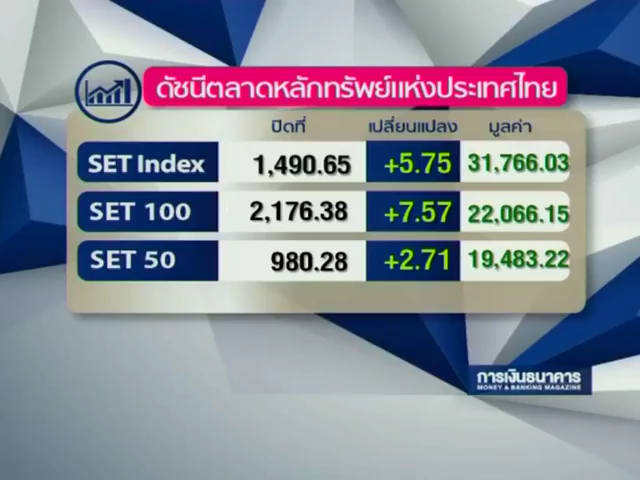 ดัชนีตลาดหลักทรัพย์แห่งประเทศไทย
ปิดที่ เปลี่ยนแปลง มูลค่า
SET Index 1,490.65 +5.75 31,766.03
SET 100 2,176.38 +7.57 22,066.15
SET 50 980.28 +2.71 19,483.22
การเงินธนาคาร
MONEY & BANKING MAGAZINE